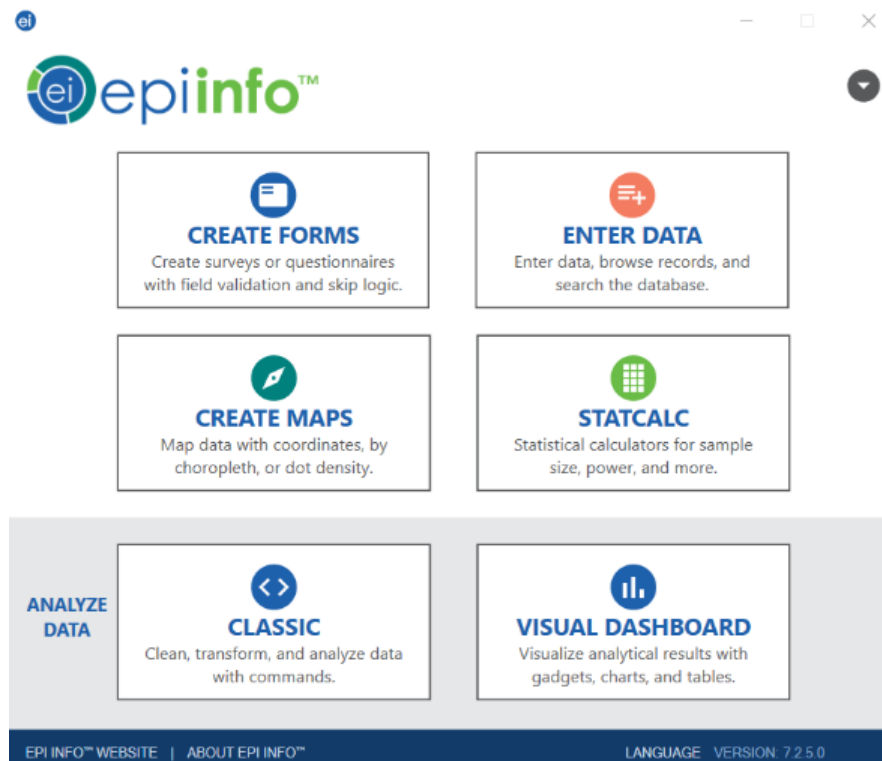 ei
ei epiinfo™
CREATE FORMS
Create surveys or questionnaires
with field validation and skip logic.
ENTER DATA
Enter data, browse records, and
search the database.
CREATE MAPS
Map data with coordinates, by
choropleth, or dot density.
STATCALC
Statistical calculators for sample
size, power, and more.
ANALYZE
DATA
CLASSIC
Clean, transform, and analyze data
with commands.
VISUAL DASHBOARD
Visualize analytical results with
gadgets, charts, and tables.
EPI INFO™ WEBSITE | ABOUT EPI INFO™ LANGUAGE VERSION: 7.2.5.0